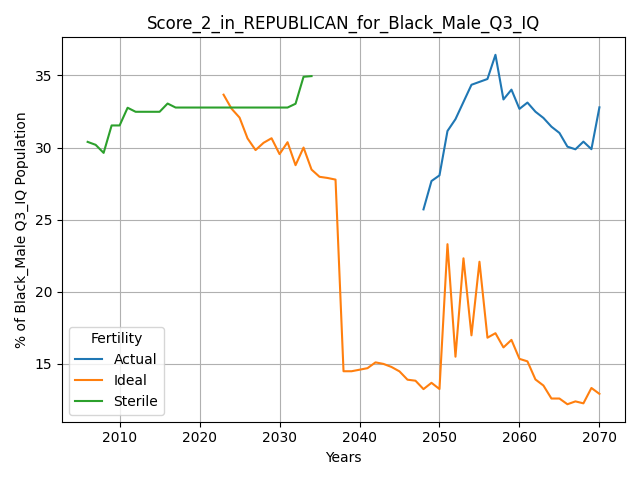 Score_2_in_REPUBLICAN_for_Black_Male_Q3_IQ
% of Black_Male Q3_IQ Population
35
30
25
20
15
Fertility
Actual
Ideal
Sterile
2010 2020 2030 2040 2050 2060 2070
Years